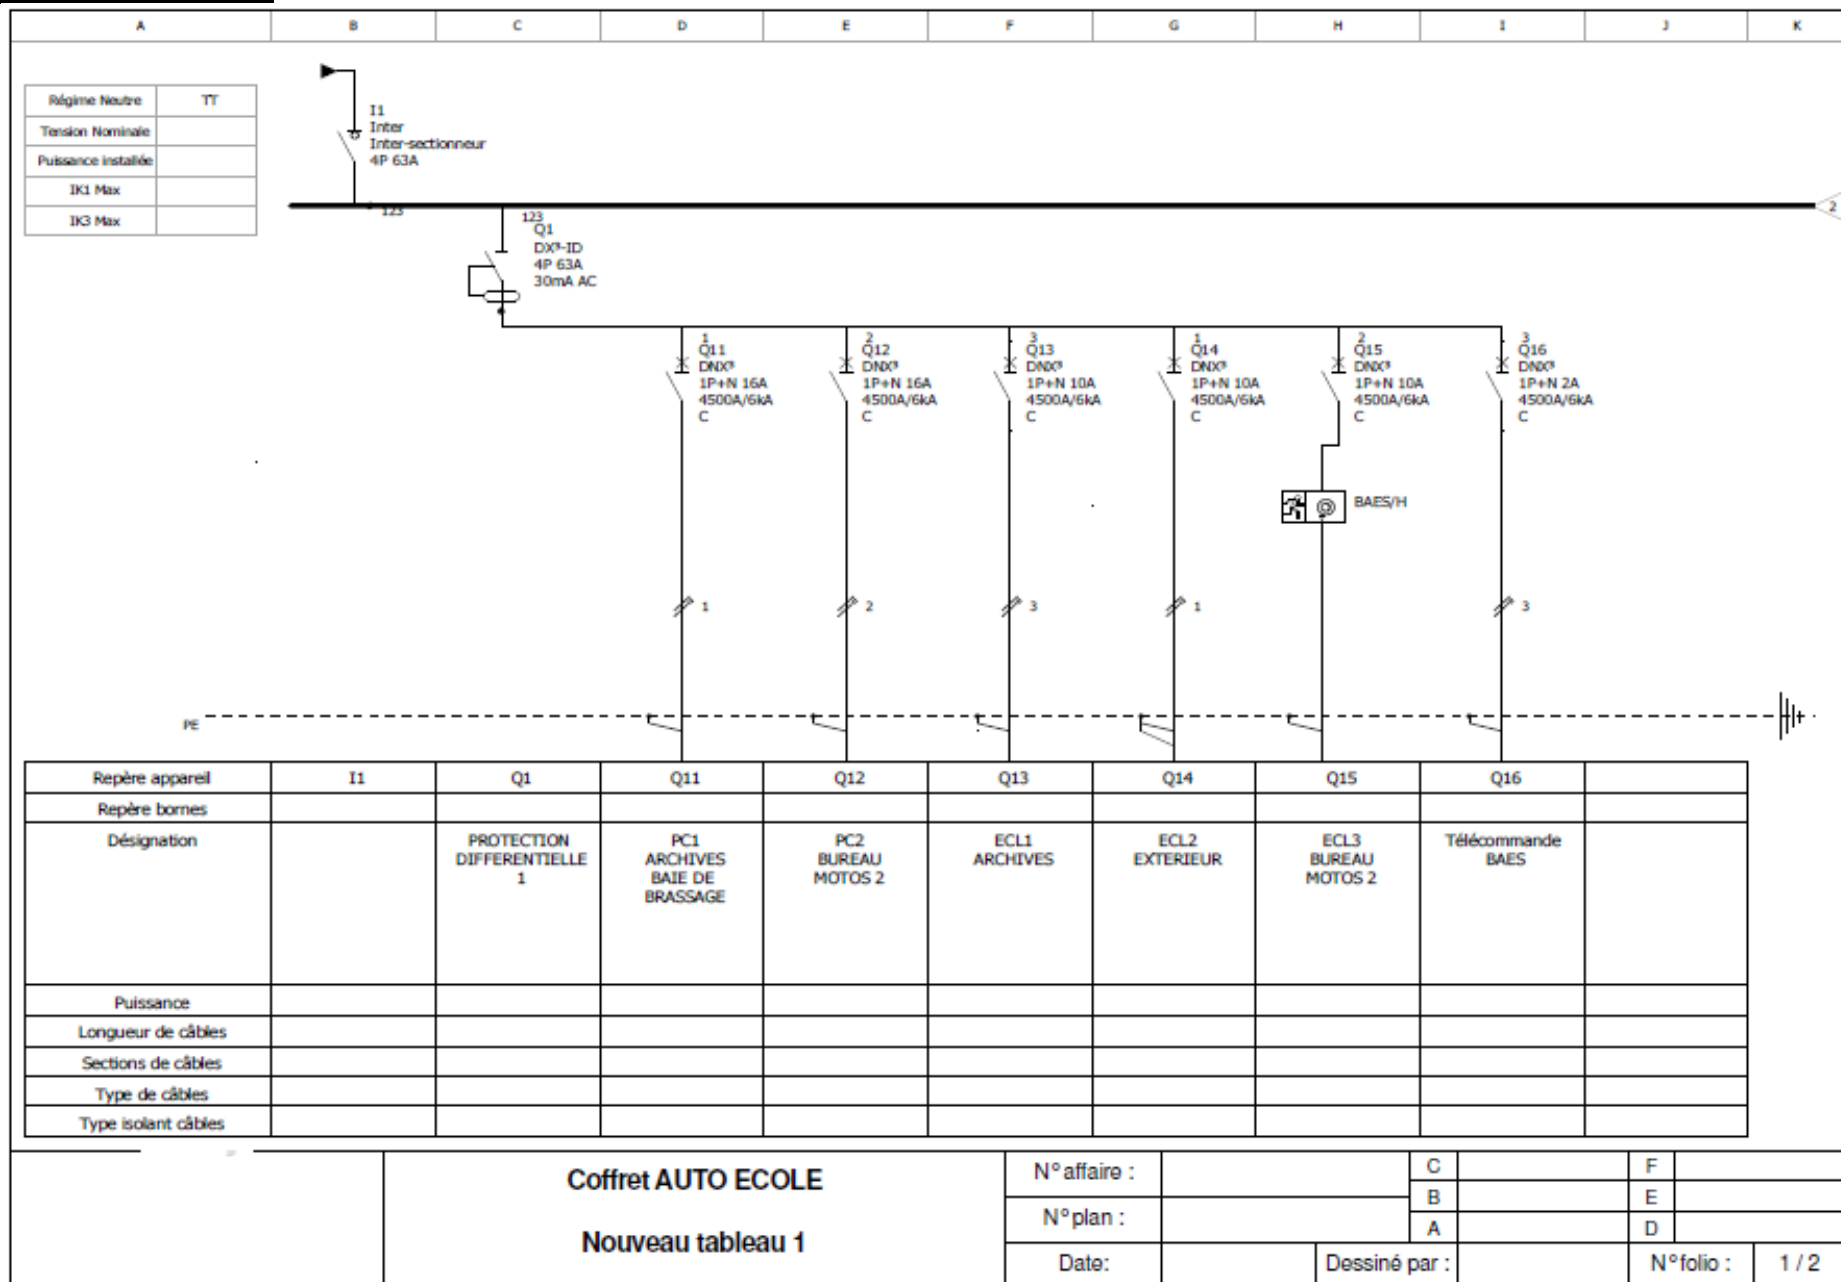 A B C D E F G H I J K
Régime Neutre TT
Tension Nominale
Puissance installée
IK1 Max
IK3 Max
I1
Inter
Inter-sectionneur
4P 63A
123
2
123
Q1
DX³-ID
4P 63A
30mA AC
1
Q11
DNX³
1P+N 16A
4500A/6kA
C
2
Q12
DNX³
1P+N 16A
4500A/6kA
C
3
Q13
DNX³
1P+N 10A
4500A/6kA
C
1
Q14
DNX³
1P+N 10A
4500A/6kA
C
2
Q15
DNX³
1P+N 10A
4500A/6kA
C
3
Q16
DNX³
1P+N 2A
4500A/6kA
C
BAES/H
1 2 3 1 3
PE
Repère appareil I1 Q1 Q11 Q12 Q13 Q14 Q15 Q16
Repère bornes
Désignation
PROTECTION
DIFFERENTIELLE
1
PC1
ARCHIVES
BAIE DE
BRASSAGE
PC2
BUREAU
MOTOS 2
ECL1
ARCHIVES
ECL2
EXTERIEUR
ECL3
BUREAU
MOTOS 2
Télécommande
BAES
Puissance
Longueur de câbles
Sections de câbles
Type de câbles
Type isolant câbles
Coffret AUTO ECOLE
Nouveau tableau 1
N° affaire :
N° plan :
Date:
Dessiné par :
C F
B E
A D
N° folio : 1 / 2